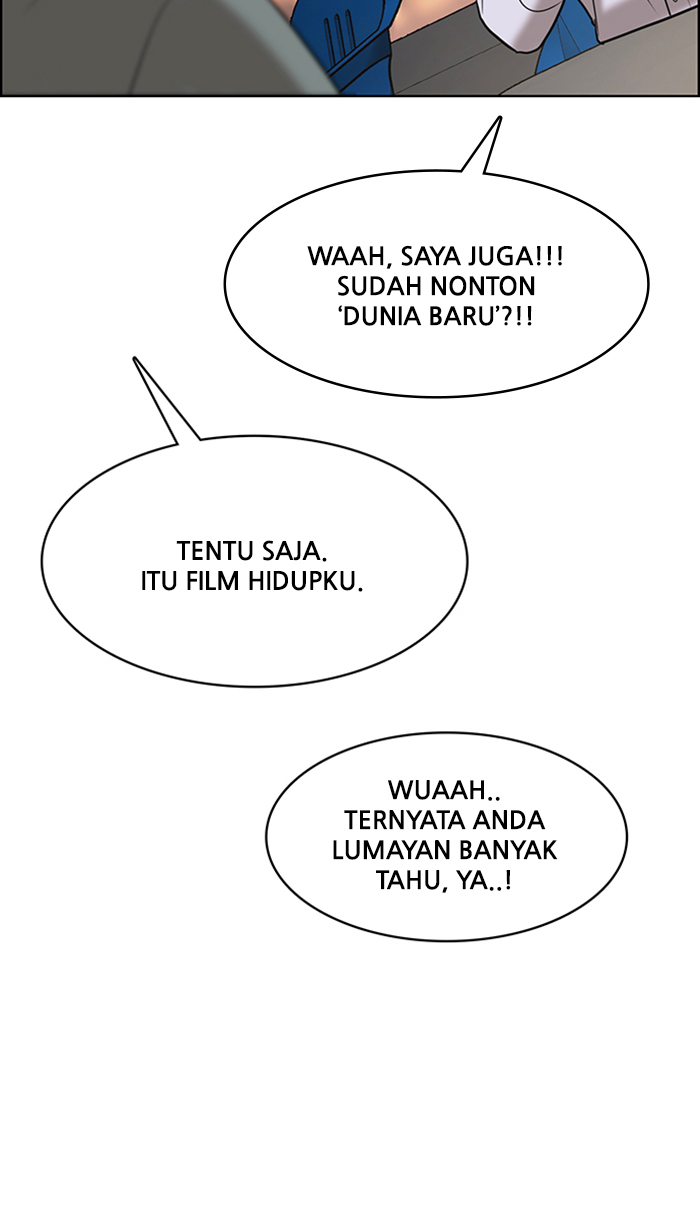 WAAH, SAYA JUGA!!!
SUDAH NONTON
‘DUNIA BARU’?!!
TENTU SAJA.
ITU FILM HIDUPKU.
WUAAH..
TERNYATA ANDA
LUMAYAN BANYAK
TAHU, YA..!